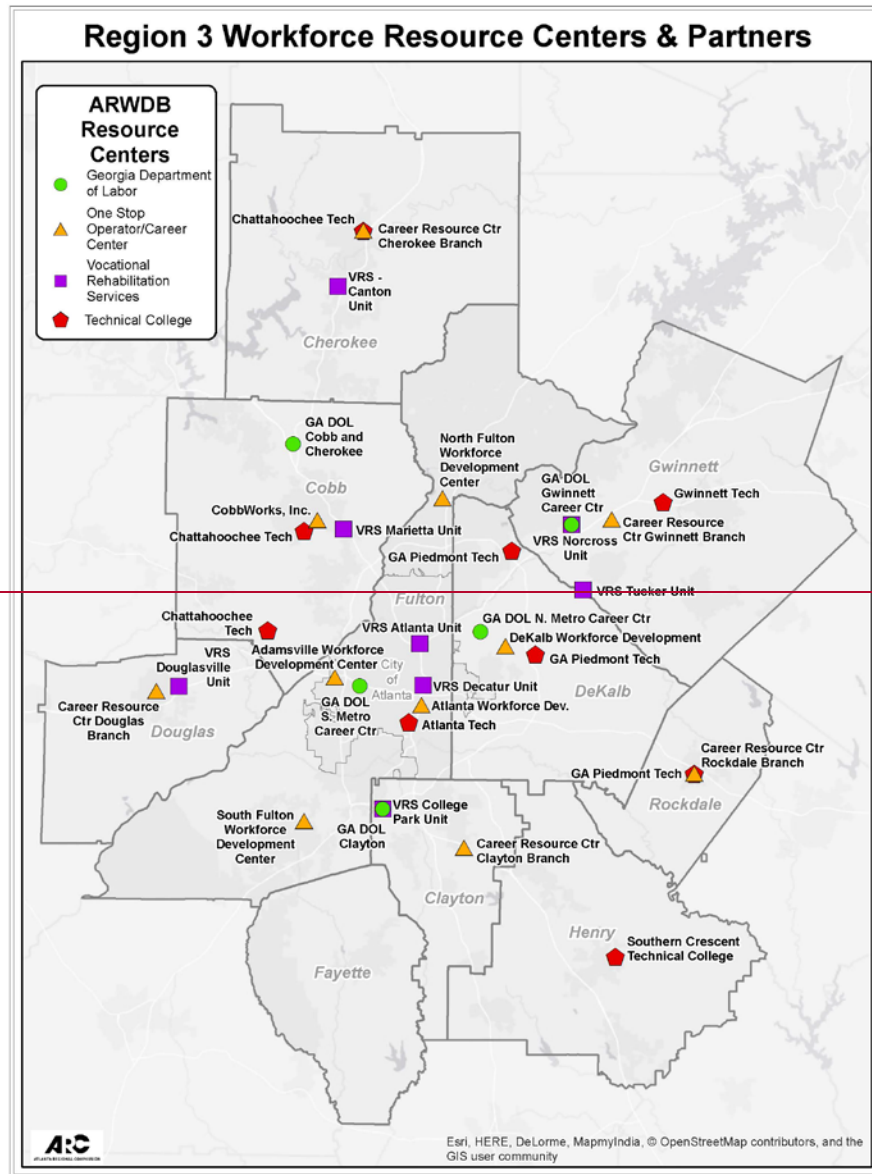 Region 3 Workforce Resource Centers & Partners
ARWDB
Resource
Centers
Georgia Department
of Labor
One Stop
Operator/Career
Center
Vocational
Rehabilitation
Services
Technical College
Chattahoochee Tech
Career Resource Ctr
Cherokee Branch
VRS -
Canton
Unit
Cherokee
GA DOL
Cobb and
Cherokee
Cobb
North Fulton
Workforce
Development
Center
Gwinnett
GA DOL
Gwinnett
Career Ctr
Gwinnett Tech
CobbWorks, Inc.
Chattahoochee Tech
VRS Marietta Unit
VRS Norcross
Unit
Career Resource
Ctr Gwinnett Branch
GA Piedmont Tech
VRS Tucker Unit
Fulton
Chattahoochee
Tech
VRS Atlanta Unit
GA DOL N. Metro Career Ctr
DeKalb Workforce Development
GA Piedmont Tech
VRS
Douglasville
Unit
Adamsville Workforce
Development Center
City
of
Atlanta
VRS Decatur Unit
DeKalb
Career Resource
Ctr Douglas
Branch
Douglas
GA DOL
S. Metro
Career Ctr
Atlanta Workforce Dev.
Atlanta Tech
Career Resource Ctr
Rockdale Branch
GA Piedmont Tech
Rockdale
South Fulton
Workforce
Development
Center
VRS College
Park Unit
GA DOL
Clayton
Career Resource Ctr
Clayton Branch
Clayton
Henry
Southern Crescent
Technical College
Fayette
ARC
ATLANTA REGIONAL COMMISSION
Esri, HERE, DeLorme, MapmyIndia, © OpenStreetMap contributors, and the
GIS user community